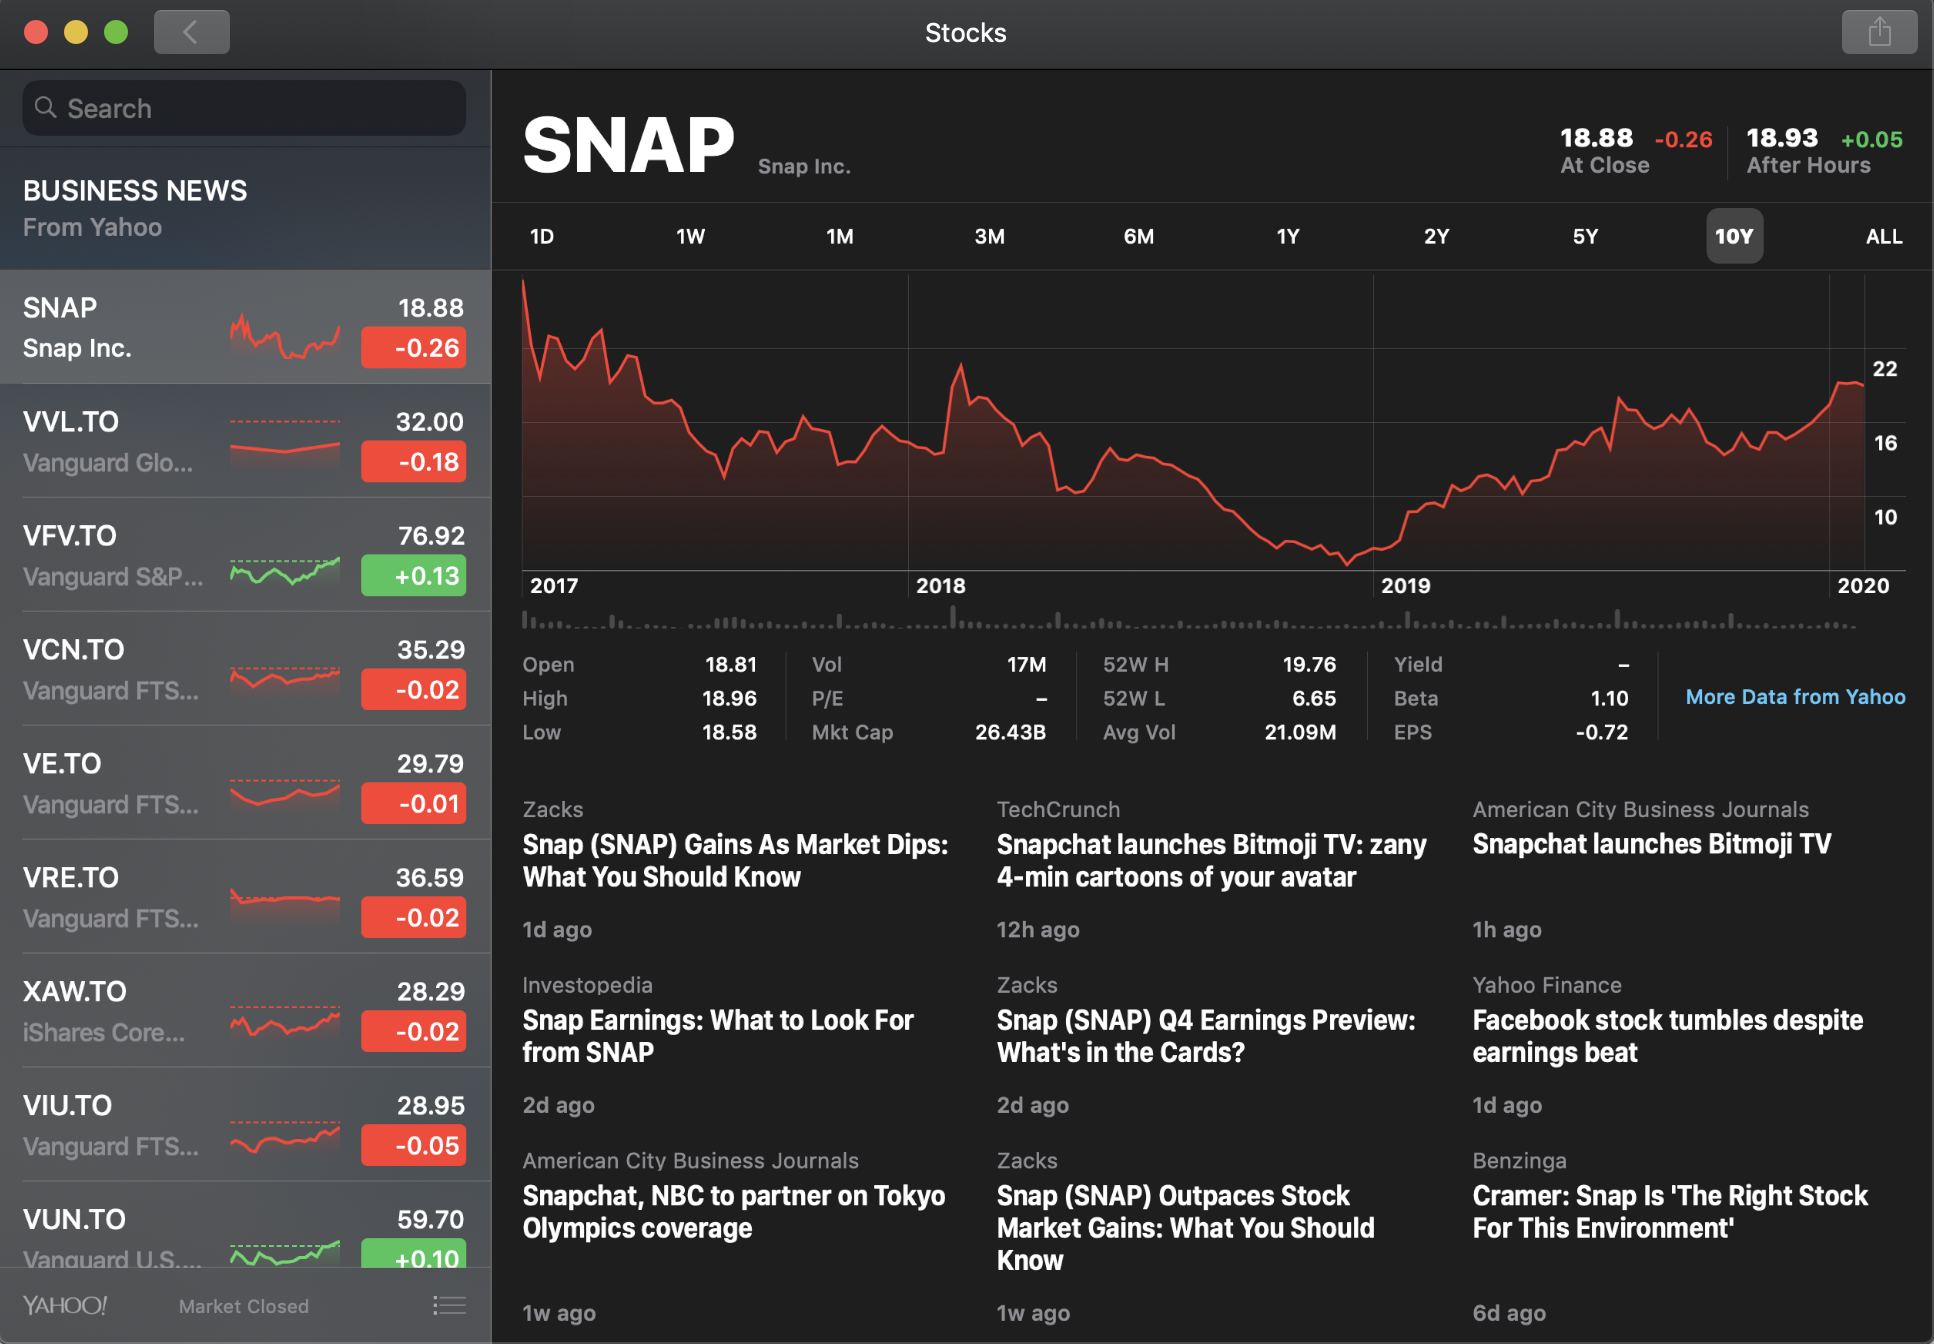 Stocks
Search
BUSINESS NEWS
From Yahoo
SNAP
18.88
Snap Inc.
-0.26
VVL.TO
32.00
Vanguard Glo...
-0.18
VFV.TO
76.92
Vanguard S&P...
+0.13
VCN.TO
35.29
Vanguard FTS...
-0.02
VE.TO
29.79
Vanguard FTS...
-0.01
VRE.TO
36.59
Vanguard FTS...
-0.02
XAW.TO
28.29
iShares Core...
-0.02
VIU.TO
28.95
Vanguard FTS...
-0.05
VUN.TO
59.70
Vanguard U.S....
+0.10
YAHOO!
Market Closed
SNAP Snap Inc.
18.88 -0.26
At Close
18.93 +0.05
After Hours
1D 1W 1M 3M 6M 1Y 2Y 5Y 10Y ALL
22
16
10
2017 2018 2019 2020
Open 18.81 Vol 17M 52W H 19.76 Yield –
High 18.96 P/E – 52W L 6.65 Beta 1.10
Low 18.58 Mkt Cap 26.43B Avg Vol 21.09M EPS -0.72
More Data from Yahoo
Zacks
Snap (SNAP) Gains As Market Dips:
What You Should Know
1d ago
TechCrunch
Snapchat launches Bitmoji TV: zany
4-min cartoons of your avatar
12h ago
American City Business Journals
Snapchat launches Bitmoji TV
1h ago
Investopedia
Snap Earnings: What to Look For
from SNAP
2d ago
Zacks
Snap (SNAP) Q4 Earnings Preview:
What's in the Cards?
2d ago
Yahoo Finance
Facebook stock tumbles despite
earnings beat
1d ago
American City Business Journals
Snapchat, NBC to partner on Tokyo
Olympics coverage
1w ago
Zacks
Snap (SNAP) Outpaces Stock
Market Gains: What You Should
Know
1w ago
Benzinga
Cramer: Snap Is 'The Right Stock
For This Environment'
6d ago